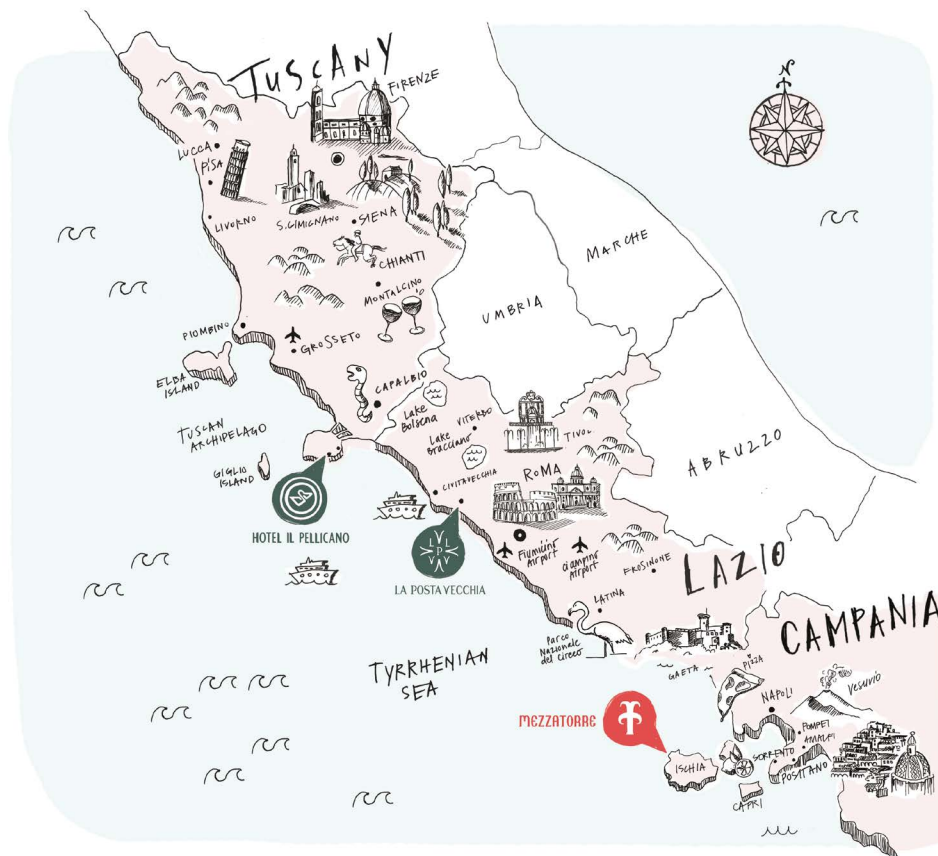 TUSCANY
FIRENZE
N
LUCCA
PISA
LIVORNO
S.GIMIGNANO
SIENA
CHIANTI
MONTALCINO
MARCHE
UMBRIA
PIOMBINO
GROSSETO
ELBA
ISLAND
CAPALBIO
Lake
Bolsena
TUSCAN
ARCHIPELAGO
VITERBO
Lake
Bracciano
TIVOLI
GIGLIO
ISLAND
CIVITAVECCHIA
ROMA
ABRUZZO
HOTEL IL PELLICANO
P
LA POSTA VECCHIA
Fiumicino
Airport
ciampino
Airport
FROSINONE
LAZIO
LATINA
CAMPANIA
Parco
Nazionale
del Circeo
TYRRHENIAN
SEA
GAETA
PIZZA
NAPOLI
Vesuvio
MEZZATORRE
POMPEI
AMALFI
SORRENTO
POSITANO
ISCHIA
CAPRI